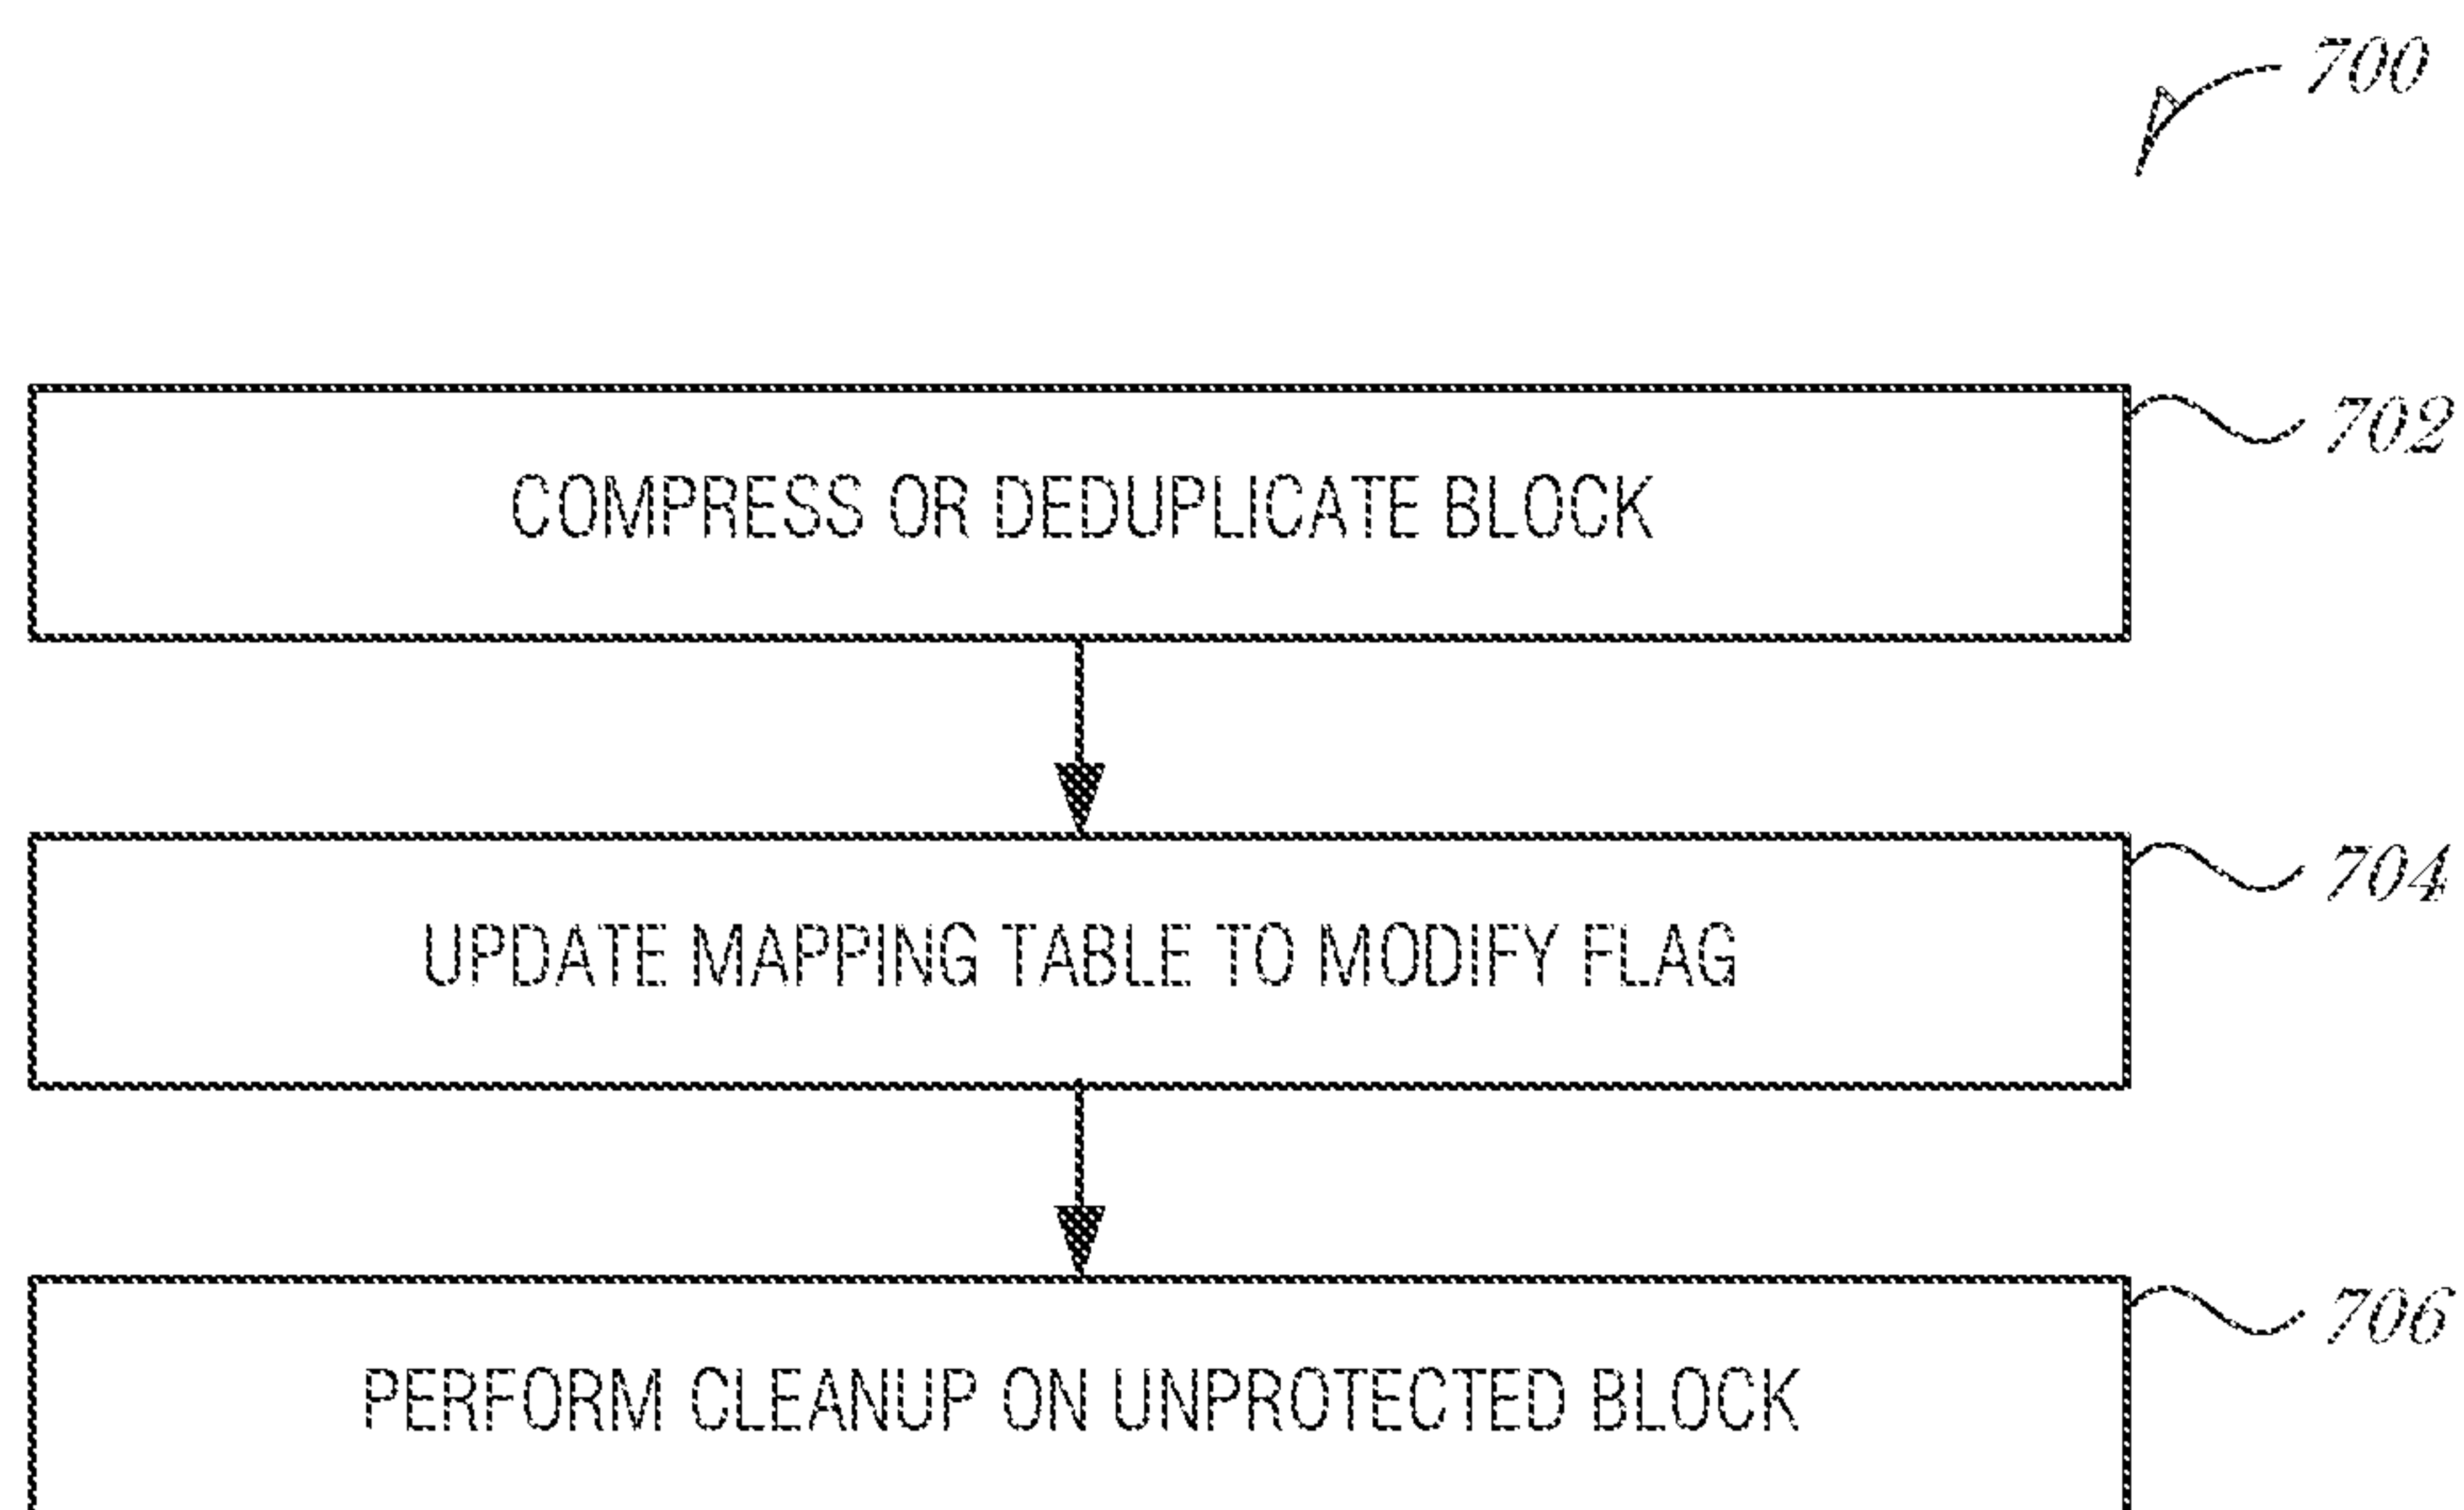 700
702
COMPRESS OR DEDUPLICATE BLOCK
704
UPDATE MAPPING TABLE TO MODIFY FLAG
706
PERFORM CLEANUP ON UNPROTECTED BLOCK